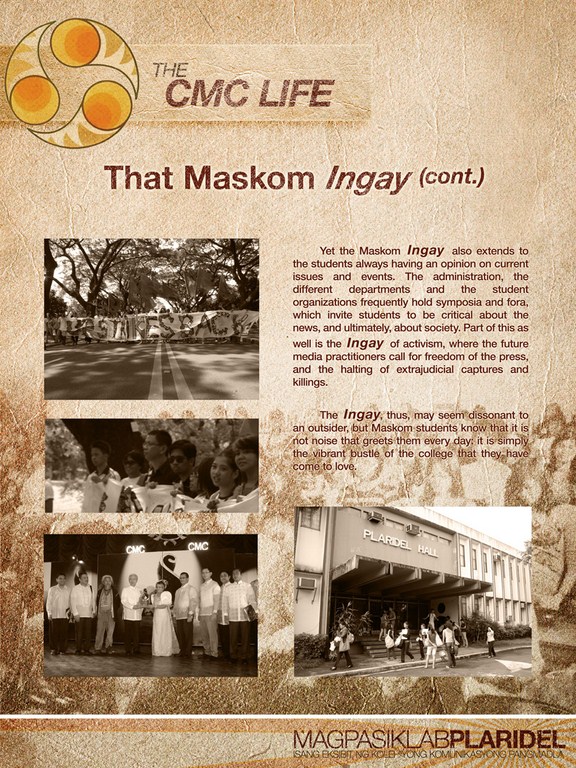 THE
CMC LIFE
That Maskom Ingay (cont.)
Yet the Maskom Ingay also extends to
the students always having an opinion on current
issues and events. The administration, the
different departments and the student
organizations frequently hold symposia and fora,
which invite students to be critical about the
news, and ultimately, about society. Part of this as
well is the Ingay of activism, where the future
media practitioners call for freedom of the press,
and the halting of extrajudicial captures and
killings.
The Ingay, thus, may seem dissonant to
an outsider, but Maskom students know that it is
not noise that greets them every day: it is simply
the vibrant bustle of the college that they have
come to love.
CMC CMC
PLARIDEL HALL
MAGPASIKLABPLARIDEL
ISANG EKSIBIT NG KOLEHIYONG KOMUNIKASYONG PANGMADLA